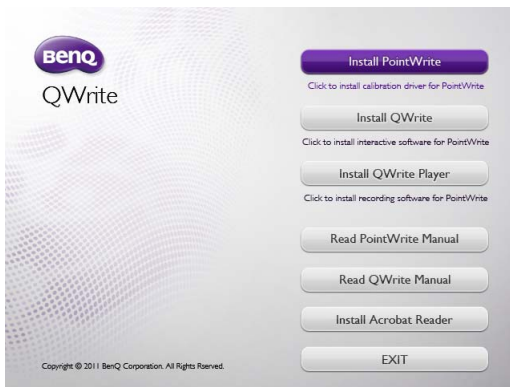 BenQ
QWrite
Install PointWrite
Click to install calibration driver for PointWrite
Install QWrite
Click to install interactive software for PointWrite
Install QWrite Player
Click to install recording software for PointWrite
Read PointWrite Manual
Read QWrite Manual
Install Acrobat Reader
EXIT
Copyright © 2011 BenQ Corporation. All Rights Rserved.